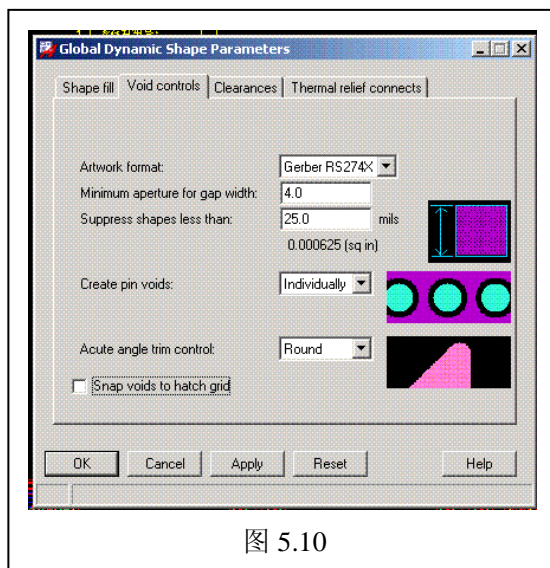 Global Dynamic Shape Parameters
Shape fill Void controls Clearances Thermal relief connects
Artwork format: Gerber RS274X
Minimum aperture for gap width: 4.0
Suppress shapes less than: 25.0 mils
0.000625 (sq in)
Create pin voids: Individually
Acute angle trim control: Round
Snap voids to hatch grid
OK Cancel Apply Reset Help
图 5.10